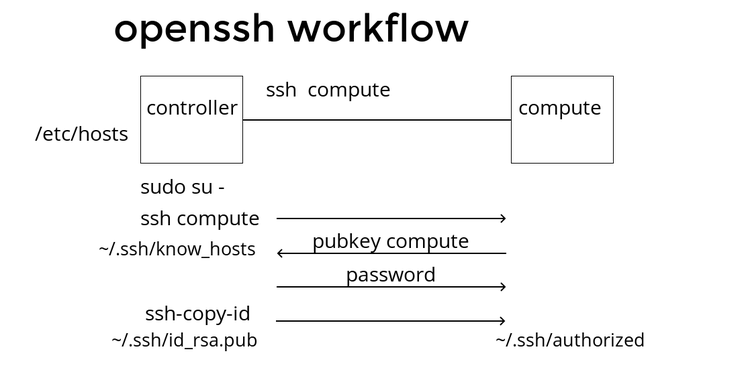 openssh workflow
ssh  compute
controller
compute
/etc/hosts
sudo su -
ssh compute
pubkey compute
~/.ssh/know_hosts
password
ssh-copy-id
~/.ssh/id_rsa.pub
~/.ssh/authorized